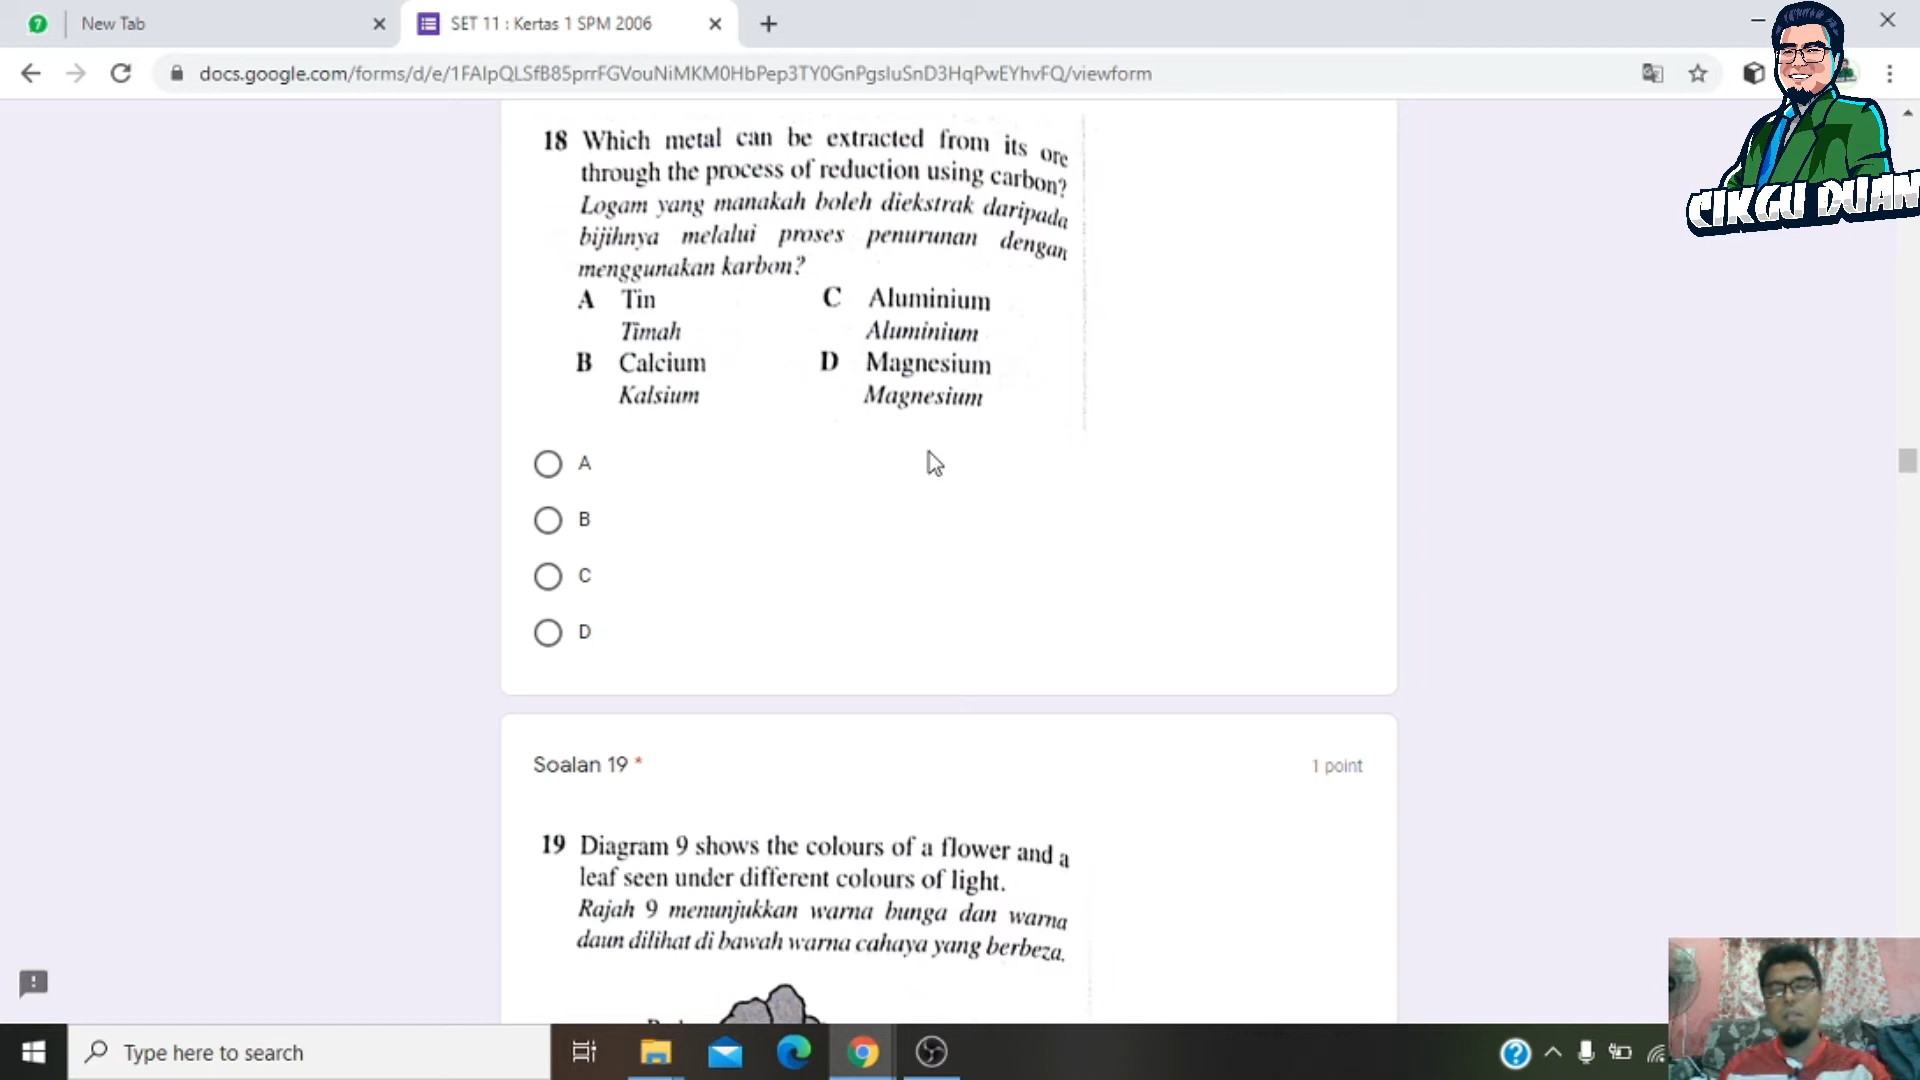 New Tab
SET 11 : Kertas 1 SPM 2006
docs.google.com/forms/d/e/1FAIpQLSfB85prrFGVouNiMKM0HbPep3TY0GnPgsIuSnD3HqPwEYhvFQ/viewform
CIKGU DUAN
18 Which metal can be extracted from its ore
through the process of reduction using carbon?
Logam yang manakah boleh diekstrak daripada
bijihnya melalui proses penurunan dengan
menggunakan karbon?
A Tin C Aluminium
Timah Aluminium
B Calcium D Magnesium
Kalsium Magnesium
A
B
C
D
Soalan 19 * 1 point
19 Diagram 9 shows the colours of a flower and a
leaf seen under different colours of light.
Rajah 9 menunjukkan warna bunga dan warna
daun dilihat di bawah warna cahaya yang berbeza.
Type here to search